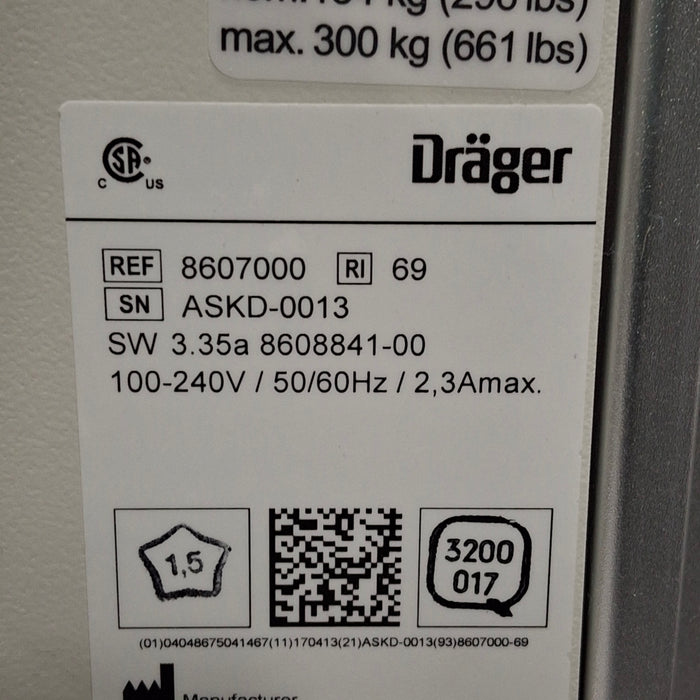 max. 300 kg (661 lbs)
C SA US
Dräger
REF 8607000 RI 69
SN ASKD-0013
SW 3.35a 8608841-00
100-240V / 50/60Hz / 2,3Amax.
1,5
3200
017
(01)04048675041467(11)170413(21)ASKD-0013(93)8607000-69
Manufacturer